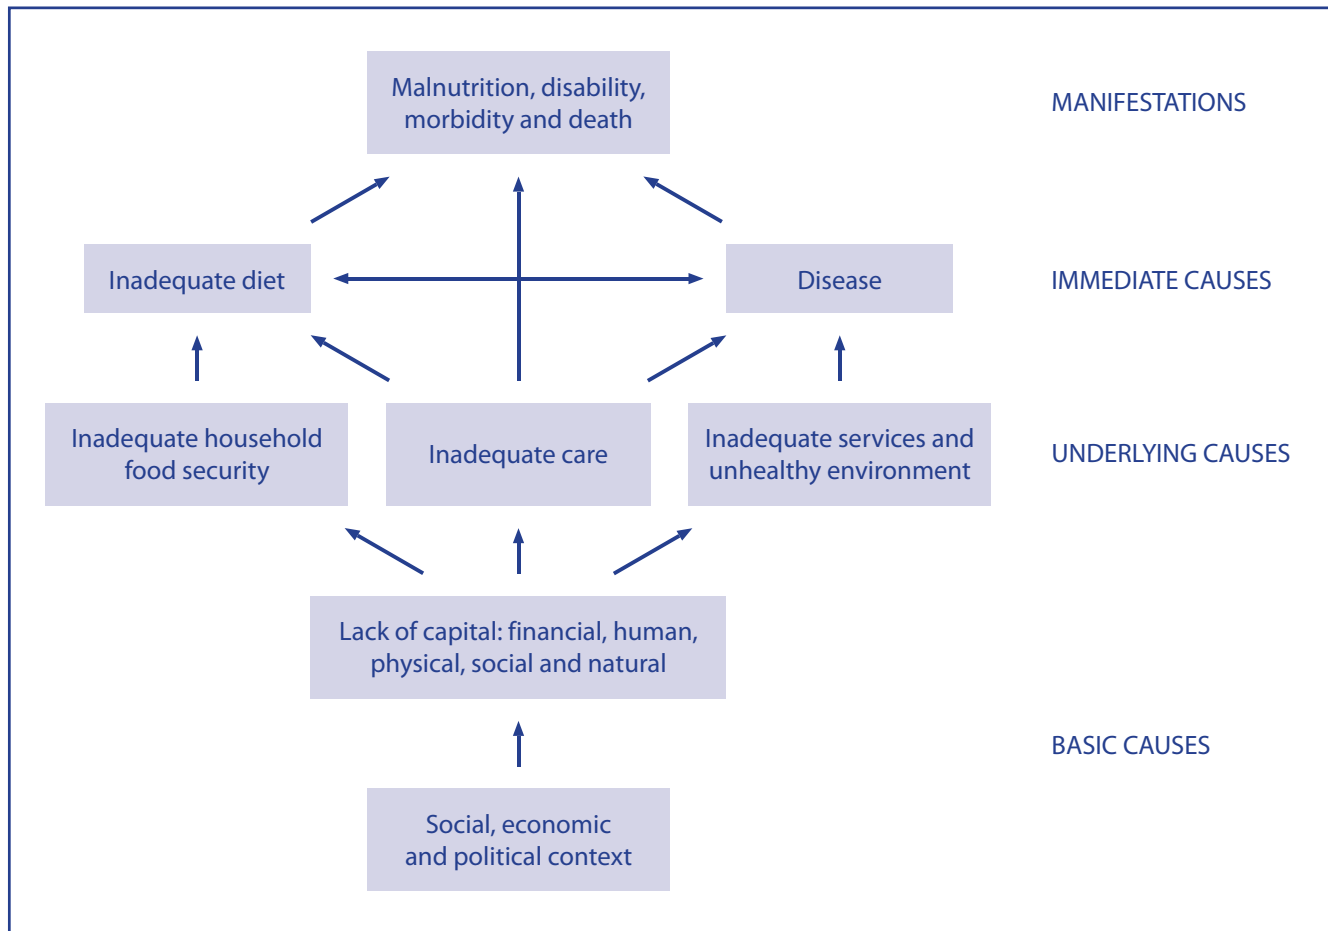 Malnutrition, disability,
morbidity and death
MANIFESTATIONS
Inadequate diet
Disease
IMMEDIATE CAUSES
Inadequate household
food security
Inadequate care
Inadequate services and
unhealthy environment
UNDERLYING CAUSES
Lack of capital: financial, human,
physical, social and natural
BASIC CAUSES
Social, economic
and political context